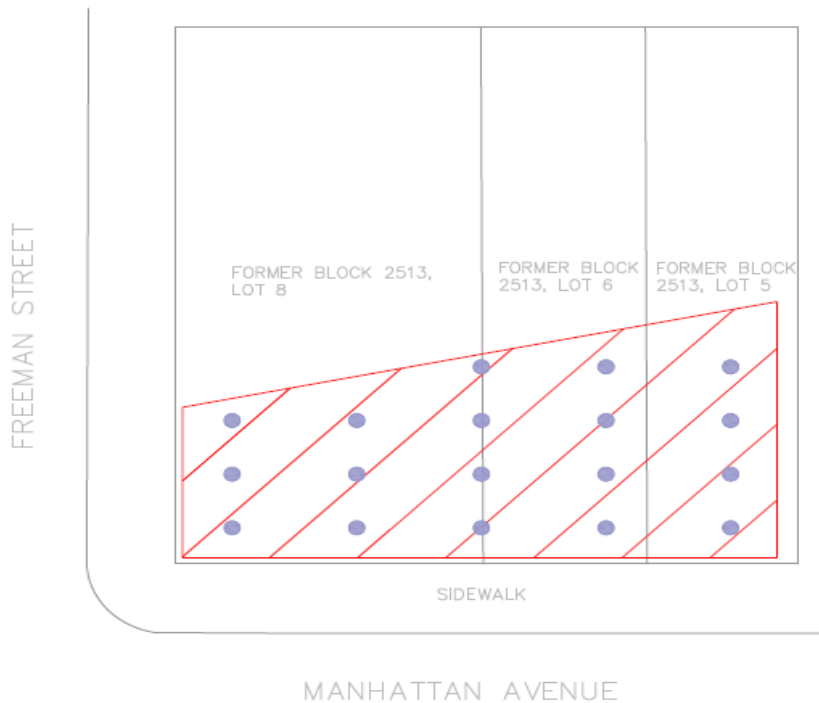 FREEMAN STREET
FORMER BLOCK 2513,
LOT 8
FORMER BLOCK
2513, LOT 6
FORMER BLOCK
2513, LOT 5
SIDEWALK
MANHATTAN AVENUE